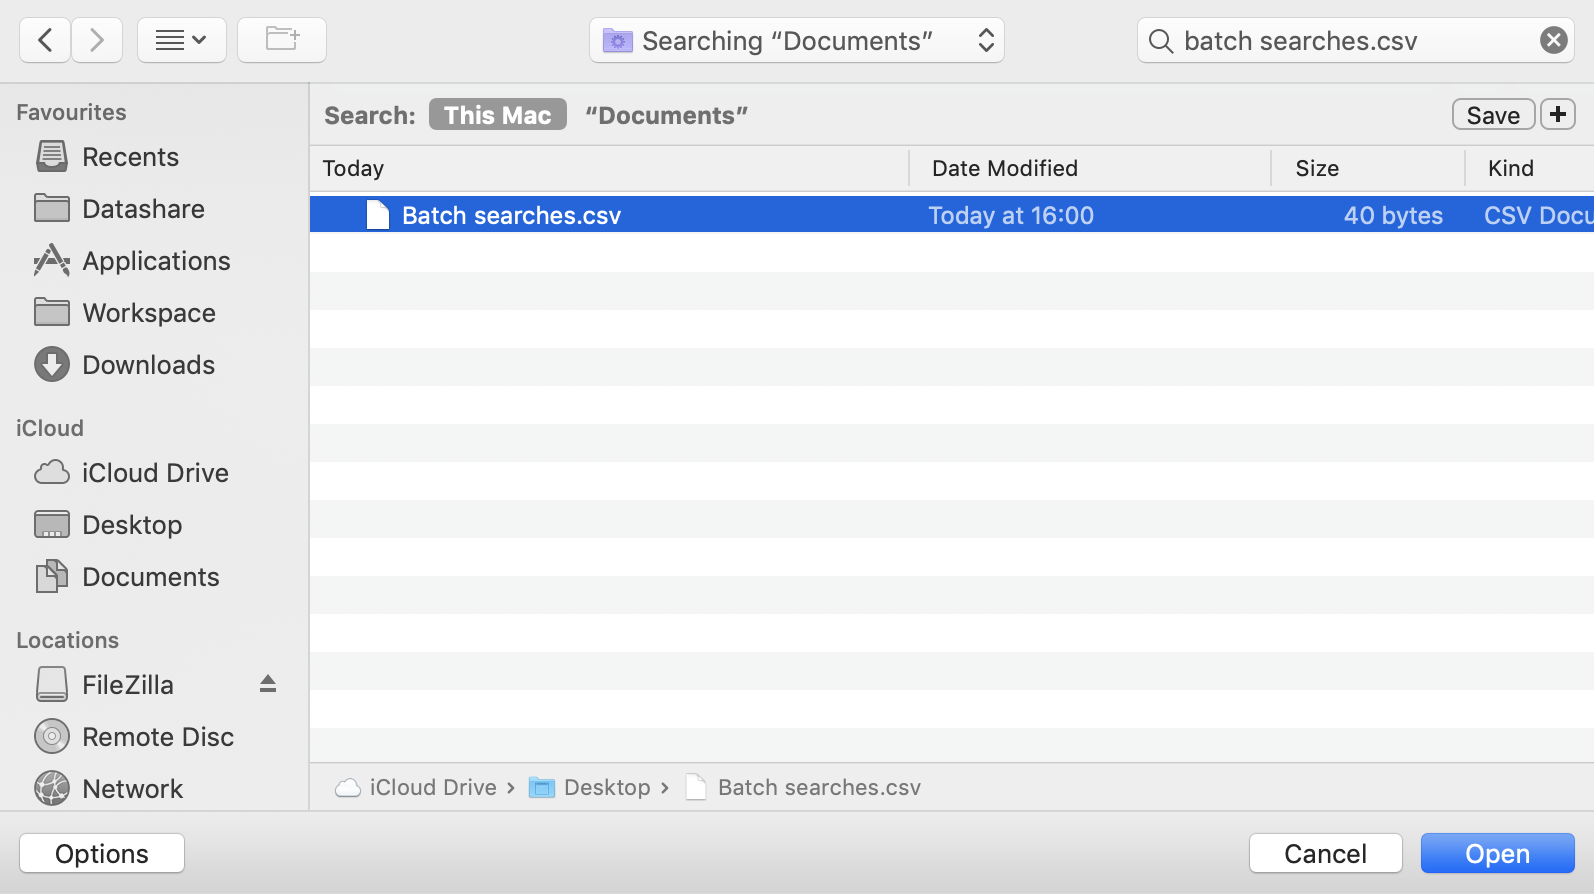 Searching “Documents”
batch searches.csv
Favourites
Recents
Datashare
Applications
Workspace
Downloads
iCloud
iCloud Drive
Desktop
Documents
Locations
FileZilla
Remote Disc
Network
Search: This Mac “Documents” Save +
Today Date Modified Size Kind
Batch searches.csv Today at 16:00 40 bytes CSV Docu
iCloud Drive › Desktop › Batch searches.csv
Options Cancel Open